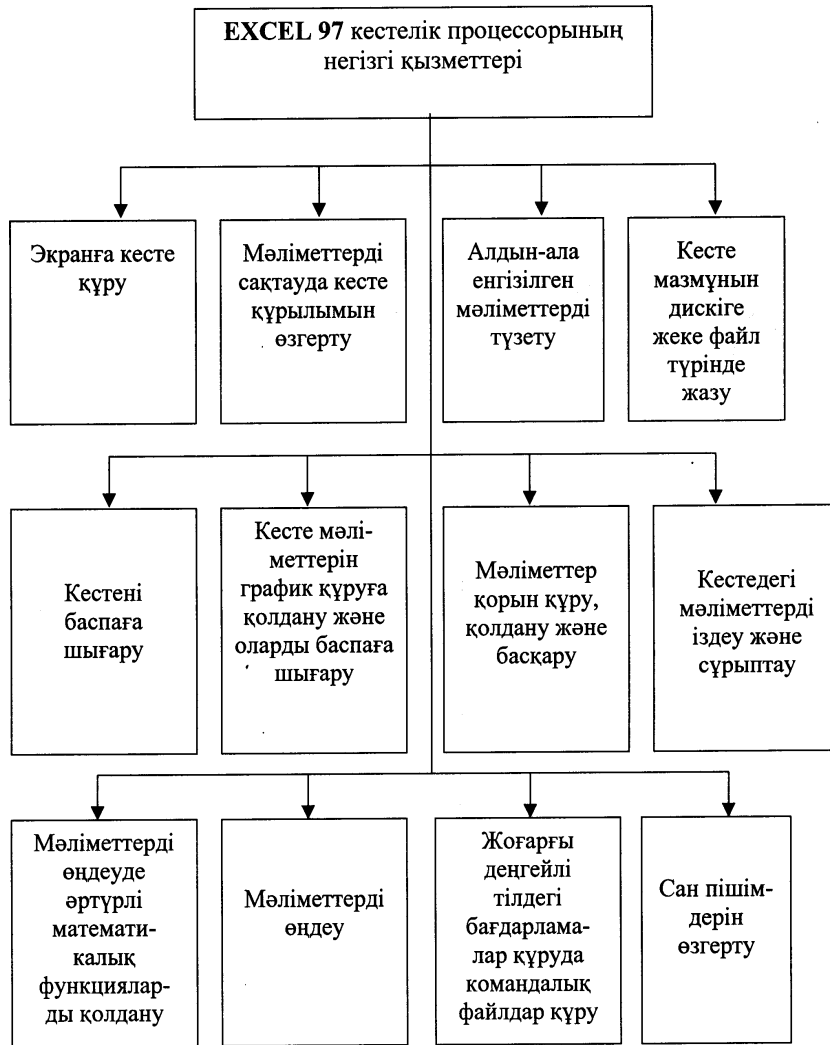 EXCEL 97 кестелік процессорының
негізгі қызметтері
Экранға кесте
құру
Мәліметтерді
сақтауда кесте
құрылымын
өзгерту
Алдын-ала
енгізілген
мәліметтерді
түзету
Кесте
мазмұнын
дискіге
жеке файл
түрінде
жазу
Кестені
баспаға
шығару
Кесте мәлі-
меттерін
график құруға
қолдану және
оларды баспаға
шығару
Мәліметтер
қорын құру,
қолдану және
басқару
Кестедегі
мәліметтерді
іздеу және
сұрыптау
Мәліметтерді
өңдеуде
әртүрлі
математи-
калық
функциялар-
ды қолдану
Мәліметтерді
өңдеу
Жоғарғы
деңгейлі
тілдегі
бағдарлама-
лар құруда
командалық
файлдар құру
Сан пішім-
дерін
өзгерту